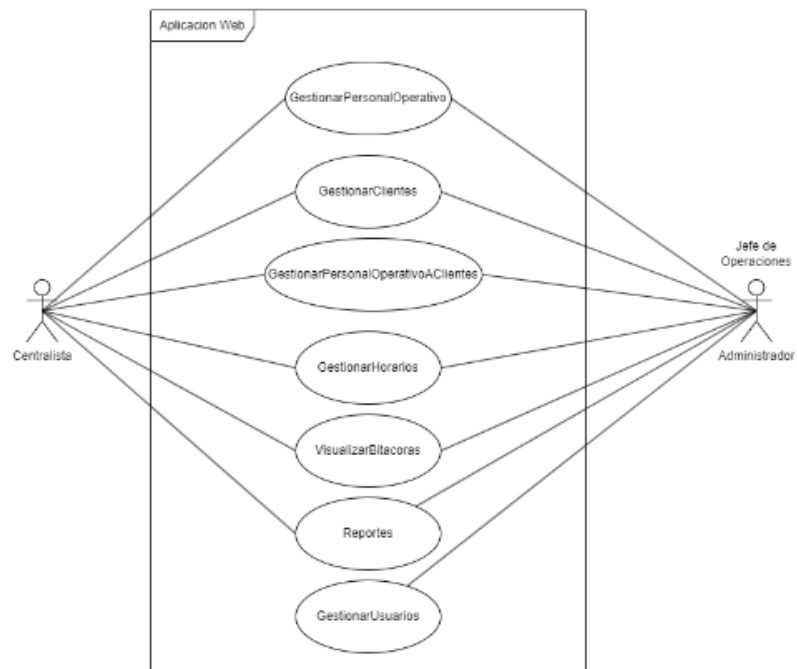 Aplicacion Web
GestionarPersonalOperativo
GestionarClientes
Jefe de
Operaciones
GestionarPersonalOperativoAClientes
Centralista
Administrador
GestionarHorarios
VisualizarBitacoras
Reportes
GestionarUsuarios